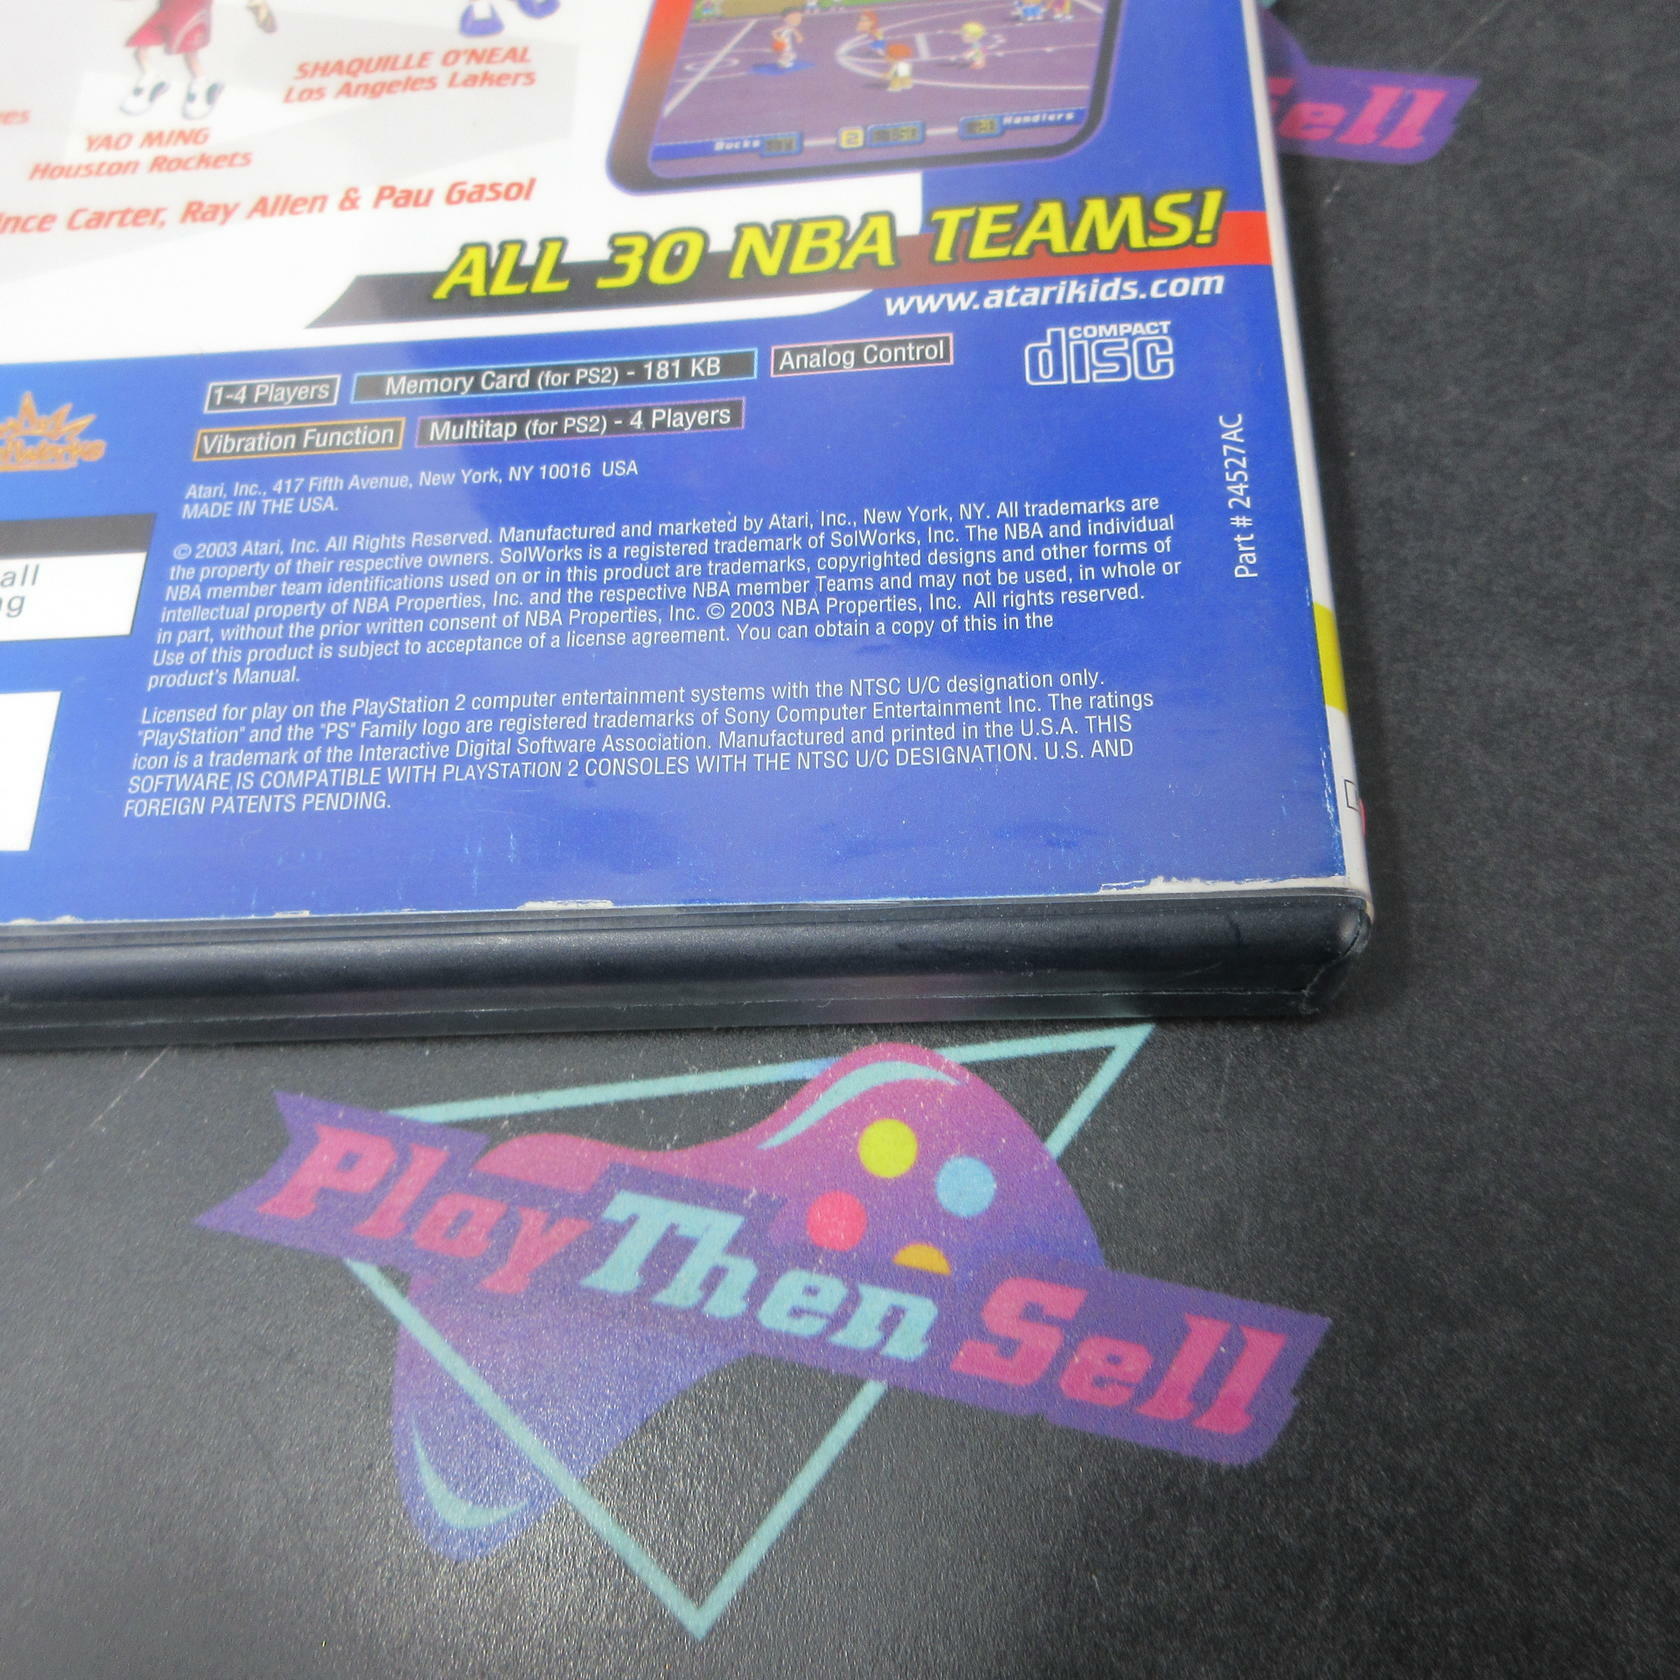 SHAQUILLE O'NEAL
Los Angeles Lakers
YAO MING
Houston Rockets
Carter, Ray Allen & Pau Gasol
Bucks
2
Handlers
ALL 30 NBA TEAMS!
www.atarikids.com
1-4 Players
Memory Card (for PS2) - 181 KB
Analog Control
COMPACT
disc
Vibration Function
Multitap (for PS2) - 4 Players
Atari, Inc., 417 Fifth Avenue, New York, NY 10016 USA
MADE IN THE USA.
© 2003 Atari, Inc. All Rights Reserved. Manufactured and marketed by Atari, Inc., New York, NY. All trademarks are
the property of their respective owners. SolWorks is a registered trademark of SolWorks, Inc. The NBA and individual
NBA member team identifications used on or in this product are trademarks, copyrighted designs and other forms of
intellectual property of NBA Properties, Inc. and the respective NBA member Teams and may not be used, in whole or
in part, without the prior written consent of NBA Properties, Inc. © 2003 NBA Properties, Inc. All rights reserved.
Use of this product is subject to acceptance of a license agreement. You can obtain a copy of this in the
product's Manual.
Licensed for play on the PlayStation 2 computer entertainment systems with the NTSC U/C designation only.
"PlayStation" and the "PS" Family logo are registered trademarks of Sony Computer Entertainment Inc. The ratings
icon is a trademark of the Interactive Digital Software Association. Manufactured and printed in the U.S.A. THIS
SOFTWARE IS COMPATIBLE WITH PLAYSTATION 2 CONSOLES WITH THE NTSC U/C DESIGNATION. U.S. AND
FOREIGN PATENTS PENDING.
Part # 24527AC
Sell
Play Then Sell